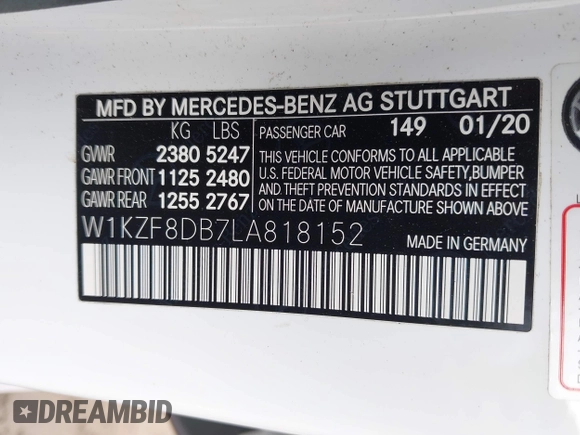 MFD BY MERCEDES-BENZ AG STUTTGART
KG LBS PASSENGER CAR 149 01/20
GVWR 2380 5247
GAWR FRONT 1125 2480
GAWR REAR 1255 2767
THIS VEHICLE CONFORMS TO ALL APPLICABLE
U.S. FEDERAL MOTOR VEHICLE SAFETY,BUMPER
AND THEFT PREVENTION STANDARDS IN EFFECT
ON THE DATE OF MANUFACTURE SHOWN ABOVE.
W1KZF8DB7LA818152 MADE IN GERMANY
DREAMBID